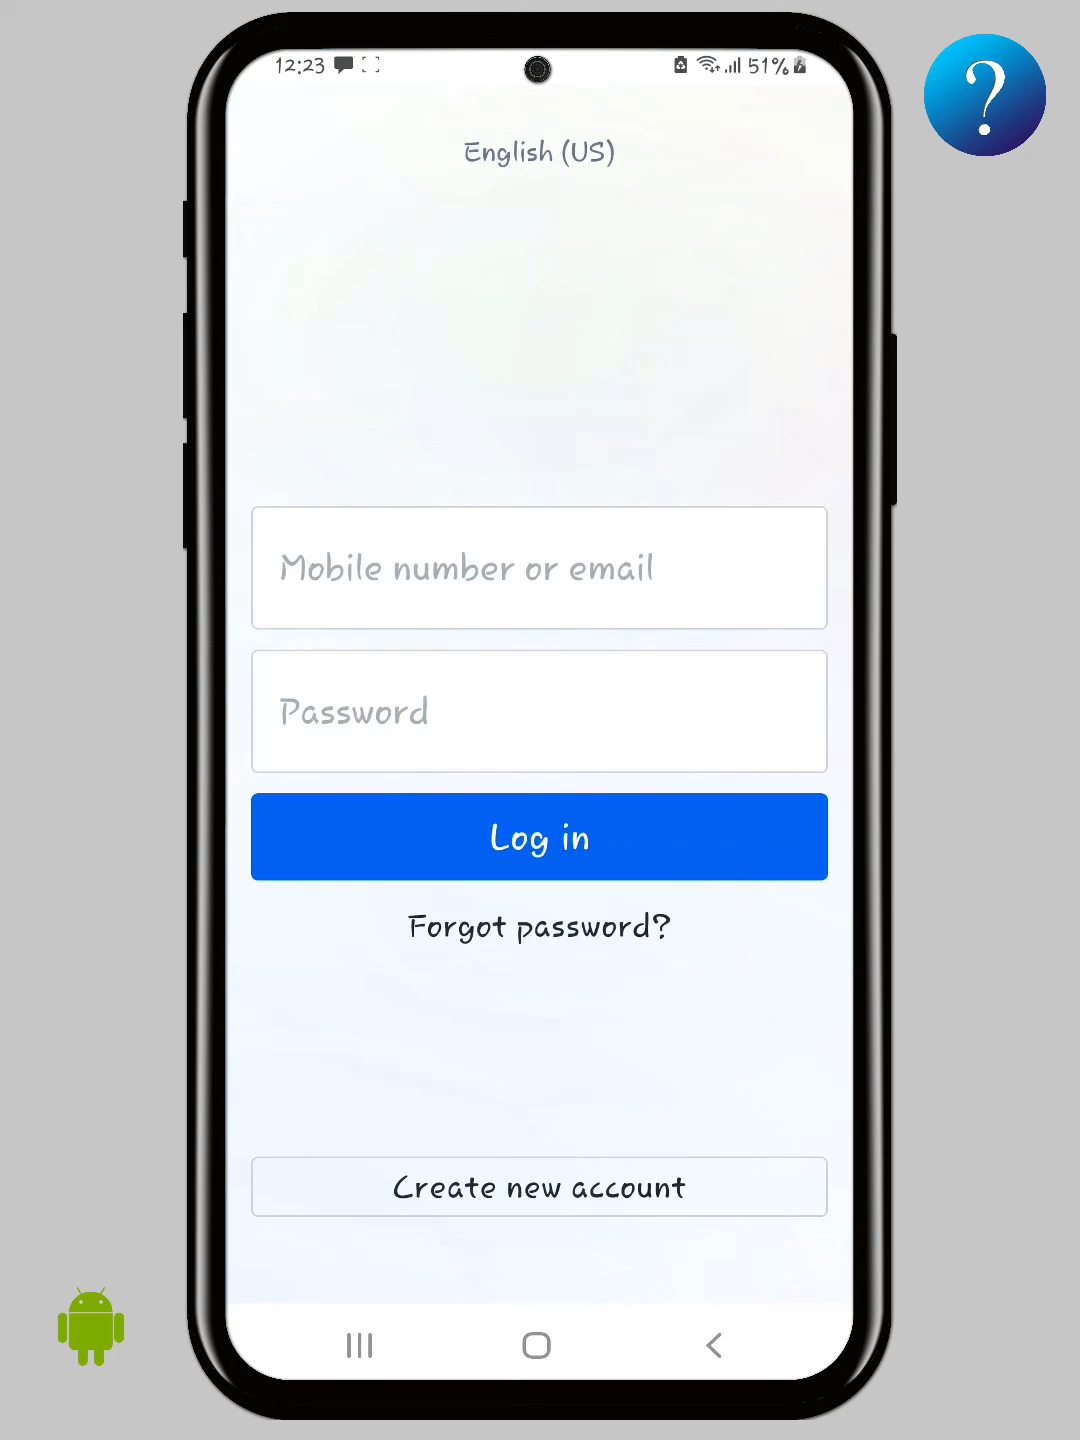 12:23
51%
?
English (US)
Mobile number or email
Password
Log in
Forgot password?
Create new account